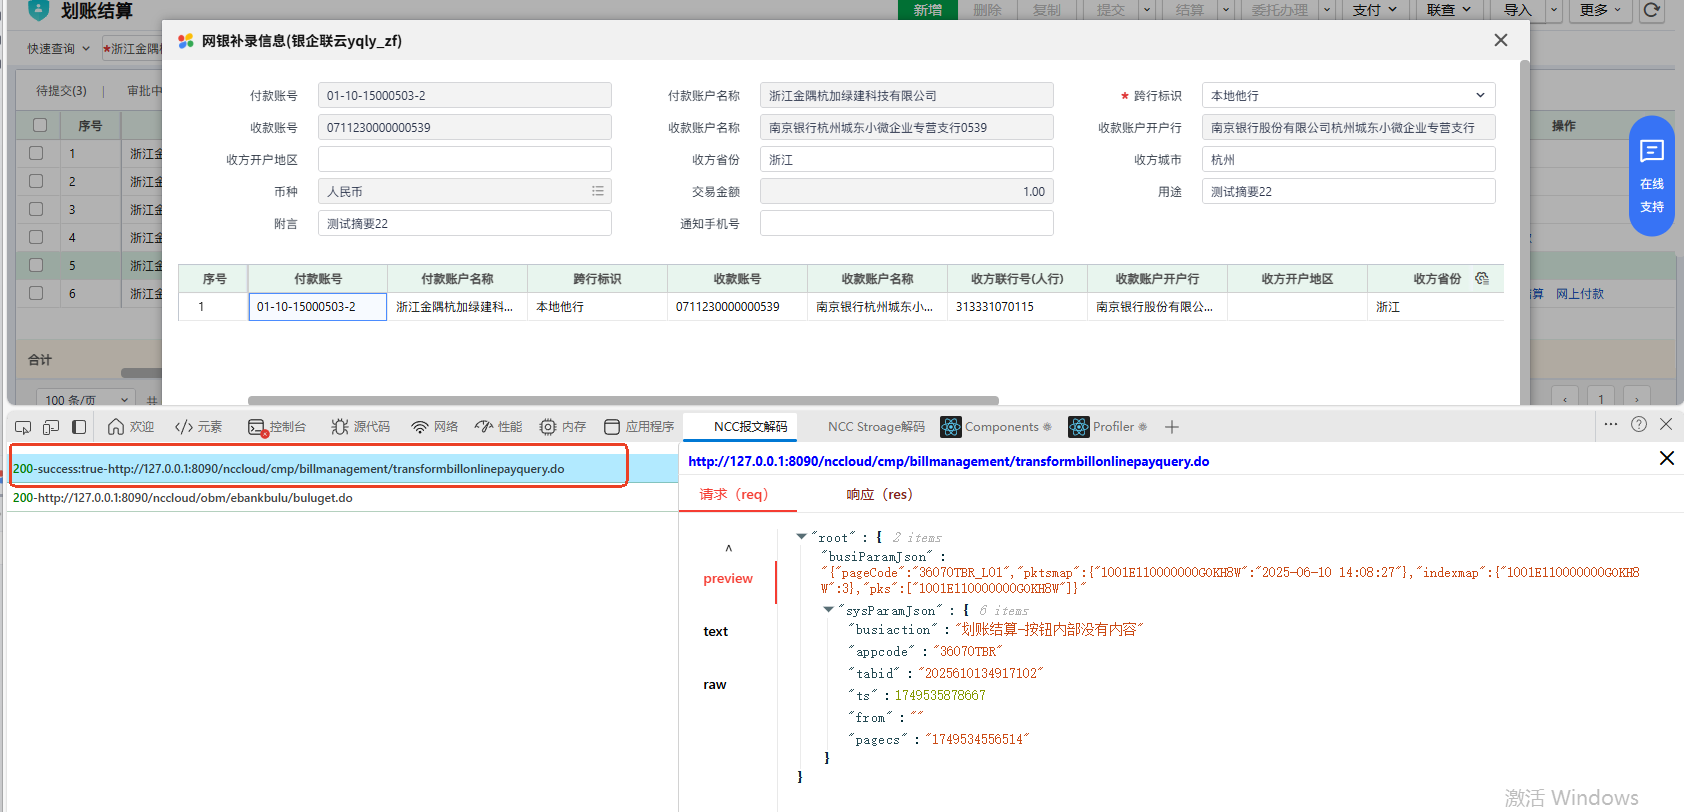 划账结算
新增 删除 复制 提交 结算 委托办理 支付 联查 导入 更多
快速查询 *浙江金隅
待提交(3) | 审批中
序号 操作
1 浙江金
2 浙江金
3 浙江金
4 浙江金
5 浙江金
6 浙江金 算 网上付款
合计
100 条/页 共 1
在线
支持
网银补录信息(银企联云yqly_zf)
付款账号 01-10-15000503-2 付款账户名称 浙江金隅杭加绿建科技有限公司 * 跨行标识 本地他行
收款账号 0711230000000539 收款账户名称 南京银行杭州城东小微企业专营支行0539 收款账户开户行 南京银行股份有限公司杭州城东小微企业专营支行
收方开户地区 收方省份 浙江 收方城市 杭州
币种 人民币 交易金额 1.00 用途 测试摘要22
附言 测试摘要22 通知手机号
序号 付款账号 付款账户名称 跨行标识 收款账号 收款账户名称 收方联行号(人行) 收款账户开户行 收方开户地区 收方省份
1 01-10-15000503-2 浙江金隅杭加绿建科... 本地他行 0711230000000539 南京银行杭州城东小... 313331070115 南京银行股份有限公... 浙江
欢迎 元素 控制台 源代码 网络 性能 内存 应用程序 NCC报文解码 NCC Stroage解码 Components Profiler
200-success:true-http://127.0.0.1:8090/nccloud/cmp/billmanagement/transformbillonlinepayquery.do
200-http://127.0.0.1:8090/nccloud/obm/ebankbulu/buluget.do
http://127.0.0.1:8090/nccloud/cmp/billmanagement/transformbillonlinepayquery.do
请求（req） 响应（res）
preview
text
raw
"root" : { 2 items
"busiParamJson" :
"{"pageCode":"36070TBR_L01","pktsmap":{"1001E110000000G0KH8W":"2025-06-10 14:08:27"},"indexmap":{"1001E110000000G0KH8
W":3},"pks":["1001E110000000G0KH8W"]}"
"sysParamJson" : { 6 items
"busiaction" : "划账结算-按钮内部没有内容"
"appcode" : "36070TBR"
"tabid" : "2025610134917102"
"ts" : 1749535878667
"from" : ""
"pagecs" : "1749534556514"
}
}
激活 Windows